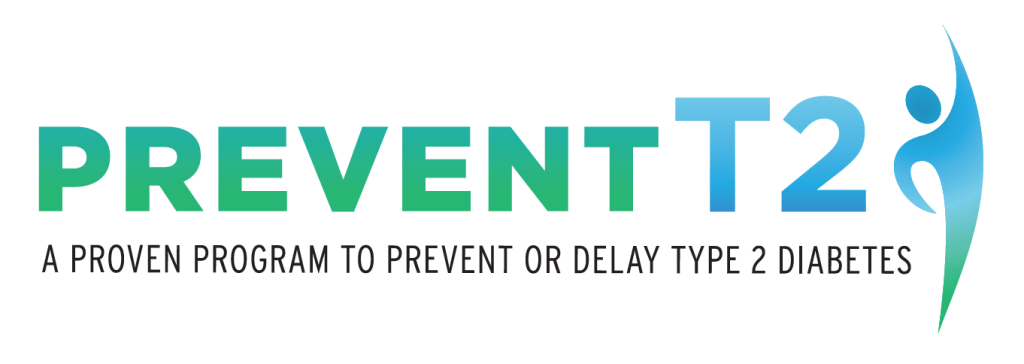 PREVENT T2
A PROVEN PROGRAM TO PREVENT OR DELAY TYPE 2 DIABETES